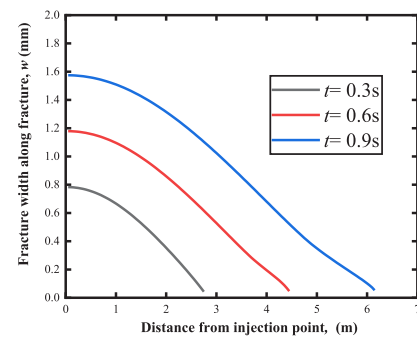 2.0
1.8
1.6
1.4
1.2
1.0
0.8
0.6
0.4
0.2
0.0
Fracture width along fracture, w (mm)
t= 0.3s
t= 0.6s
t= 0.9s
0 1 2 3 4 5 6 7
Distance from injection point, (m)